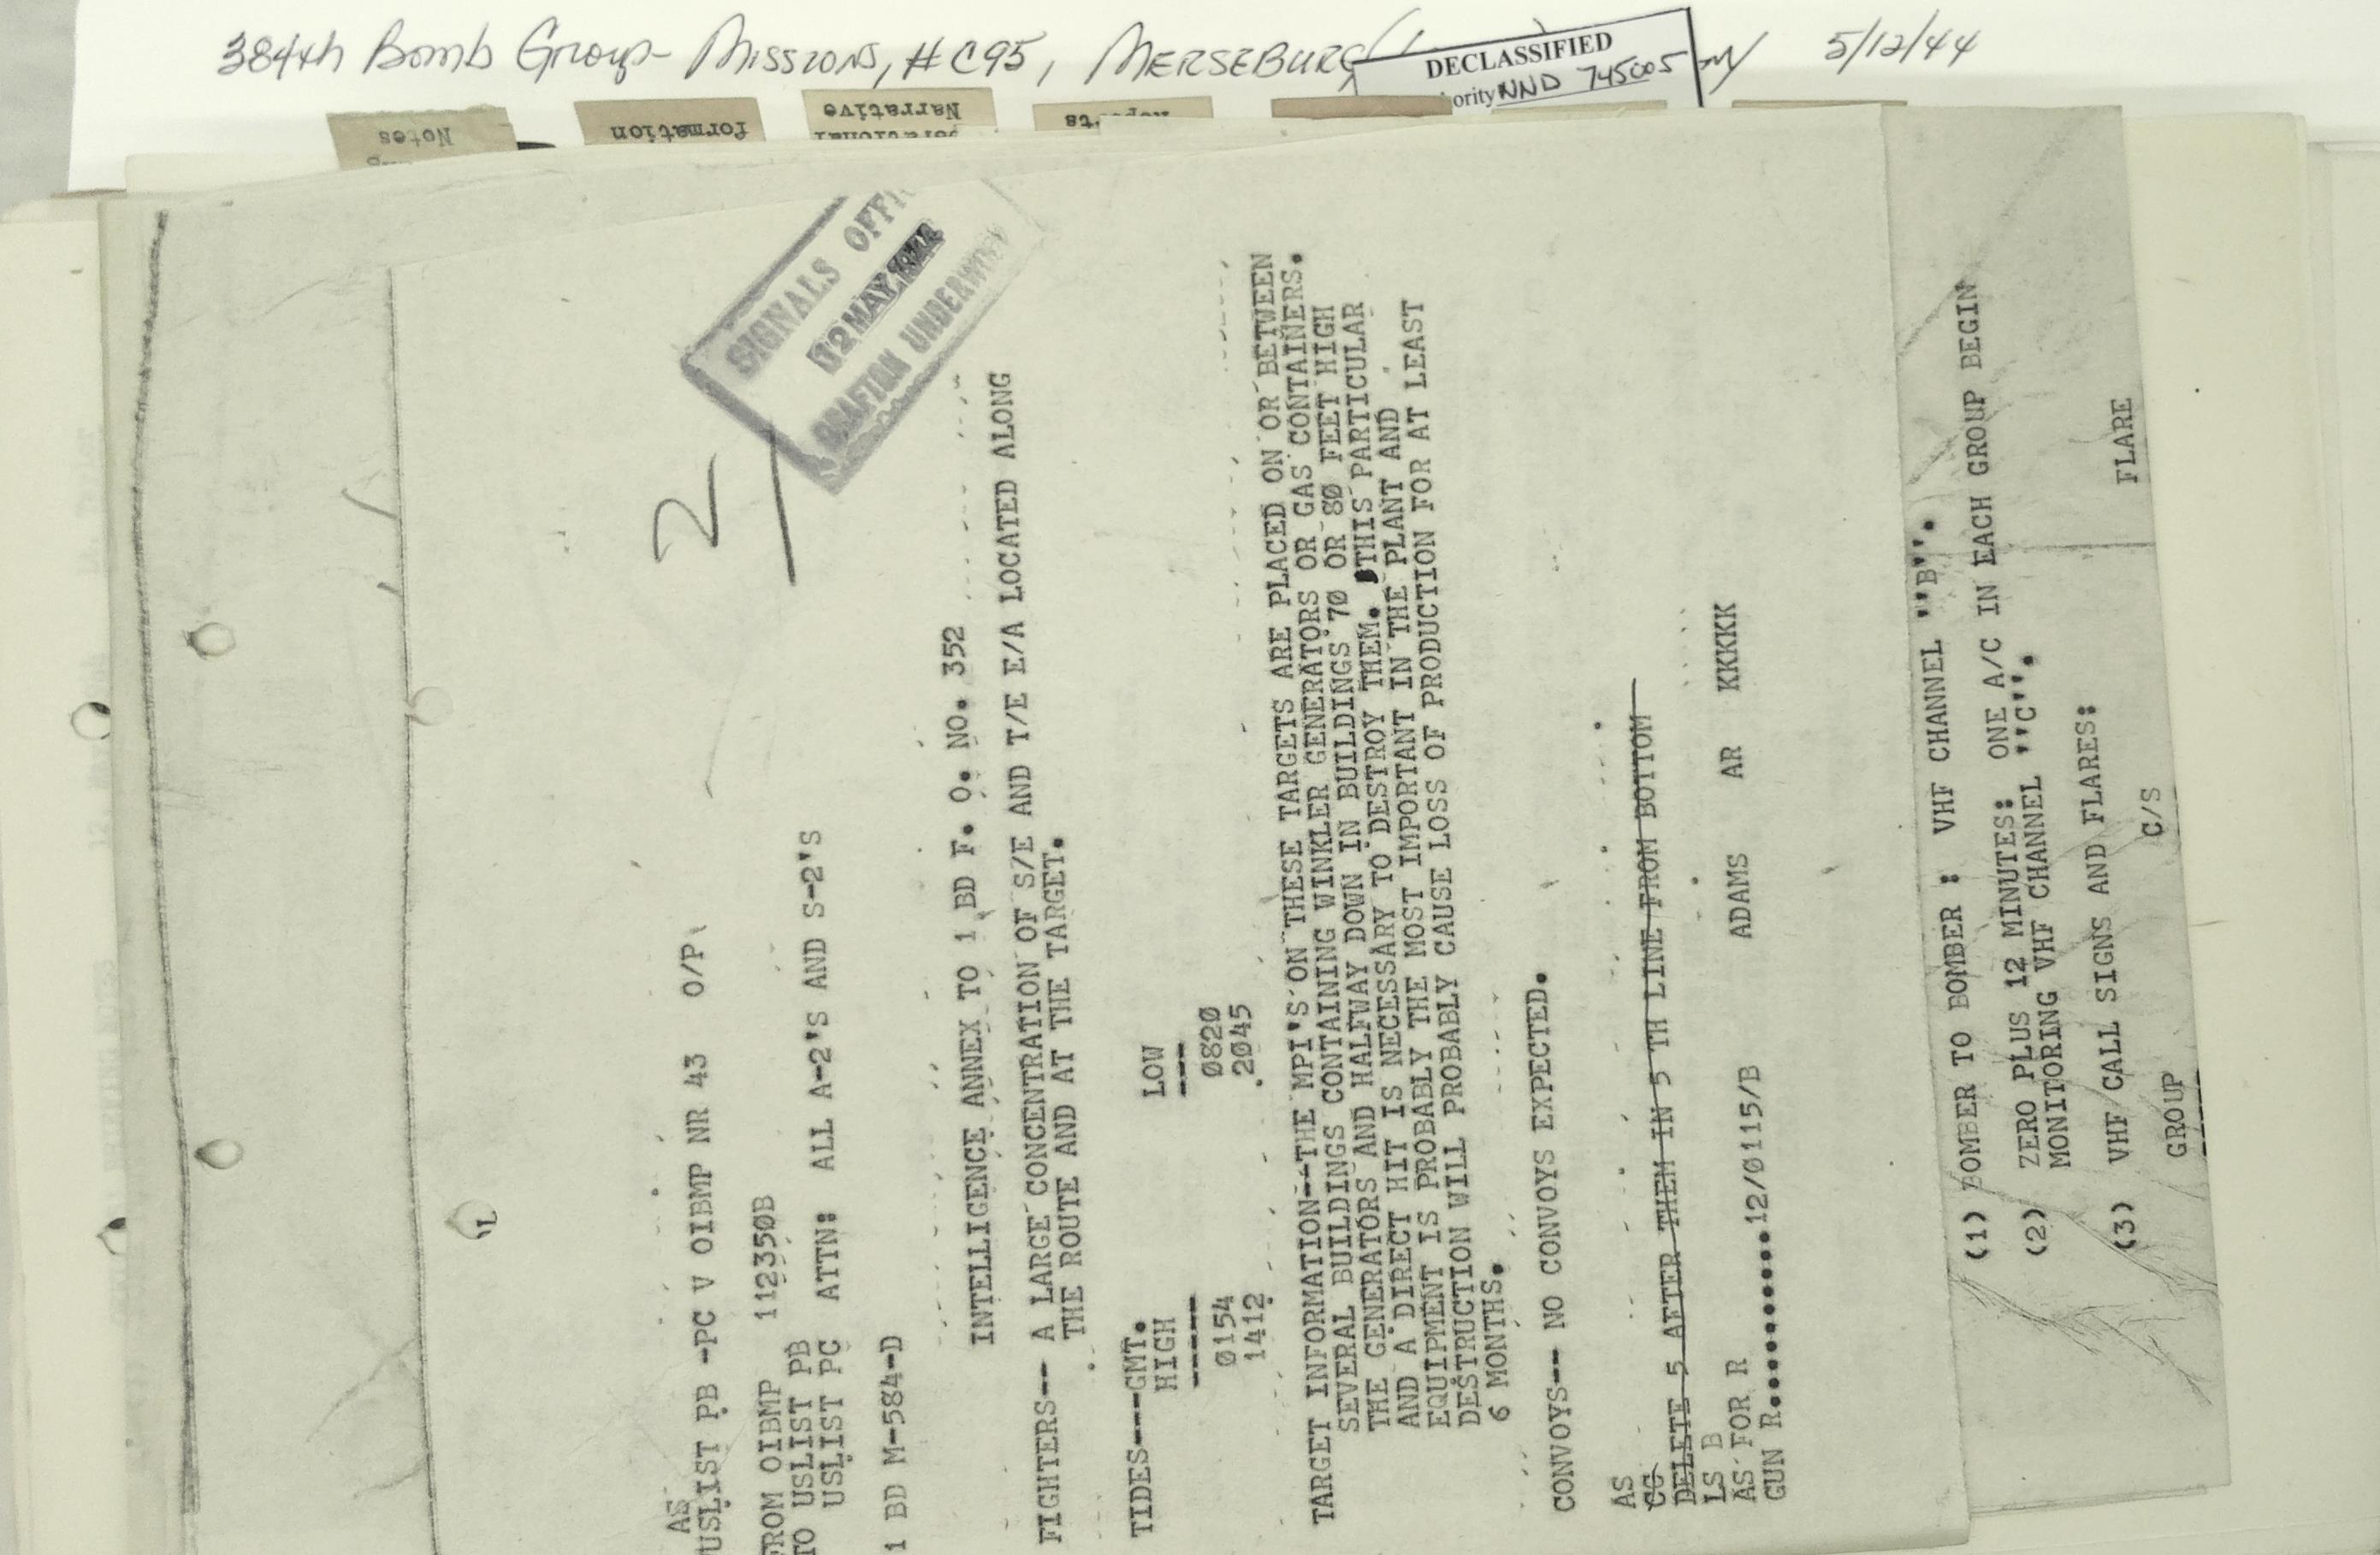 384th Bomb Group - Missions, #C95, MERSEBURG 5/12/44
DECLASSIFIED
ority NND 745005
Notes
formation
Narrative
SIGNALS OFFI
12 MAY 1944
GRAFTON UNDERWOO
2
AS
USLIST PB -PC V OIBMP NR 43 O/P
FROM OIBMP 112350B
TO USLIST PB
USLIST PC ATTN: ALL A-2'S AND S-2'S
1 BD M-584-D
INTELLIGENCE ANNEX TO 1 BD F. O. NO. 352
FIGHTERS-- A LARGE CONCENTRATION OF S/E AND T/E E/A LOCATED ALONG
THE ROUTE AND AT THE TARGET.
TIDES---GMT.
HIGH LOW
----- ---
0154 0820
1412 2045
TARGET INFORMATION--THE MPI'S ON THESE TARGETS ARE PLACED ON OR BETWEEN
SEVERAL BUILDINGS CONTAINING WINKLER GENERATORS OR GAS CONTAINERS.
THE GENERATORS AND HALFWAY DOWN IN BUILDINGS 70 OR 80 FEET HIGH
AND A DIRECT HIT IS NECESSARY TO DESTROY THEM. THIS PARTICULAR
EQUIPMENT IS PROBABLY THE MOST IMPORTANT IN THE PLANT AND
DESTRUCTION WILL PROBABLY CAUSE LOSS OF PRODUCTION FOR AT LEAST
6 MONTHS.
CONVOYS-- NO CONVOYS EXPECTED.
AS
CG
DELETE 5 AFTER THEM IN 5 TH LINE FROM BOTTOM
LS B
AS FOR R ADAMS AR KKKKK
GUN R..............12/0115/B
(1) BOMBER TO BOMBER : VHF CHANNEL ''B''.
(2) ZERO PLUS 12 MINUTES: ONE A/C IN EACH GROUP BEGIN
MONITORING VHF CHANNEL ''C''.
(3) VHF CALL SIGNS AND FLARES:
GROUP C/S FLARE